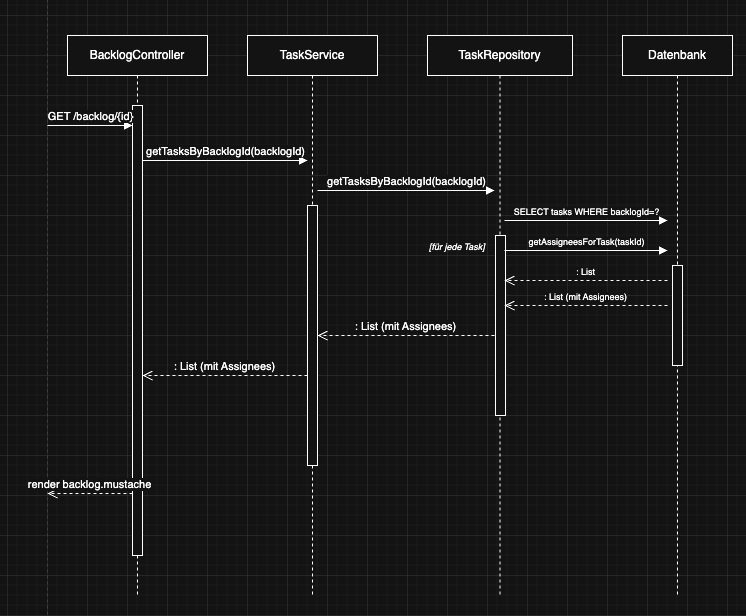 BacklogController
TaskService
TaskRepository
Datenbank
GET /backlog/{id}
getTasksByBacklogId(backlogId)
getTasksByBacklogId(backlogId)
SELECT tasks WHERE backlogId=?
[für jede Task]
getAssigneesForTask(taskId)
: List
: List (mit Assignees)
: List (mit Assignees)
: List (mit Assignees)
render backlog.mustache